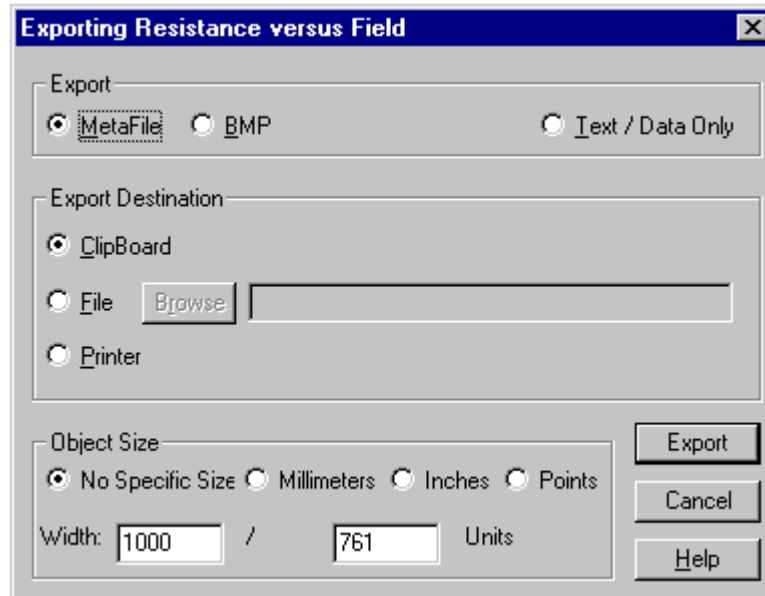 Exporting Resistance versus Field
Export
MetaFile BMP Text / Data Only
Export Destination
ClipBoard
File Browse
Printer
Object Size
No Specific Size Millimeters Inches Points
Width: 1000 / 761 Units
Export
Cancel
Help